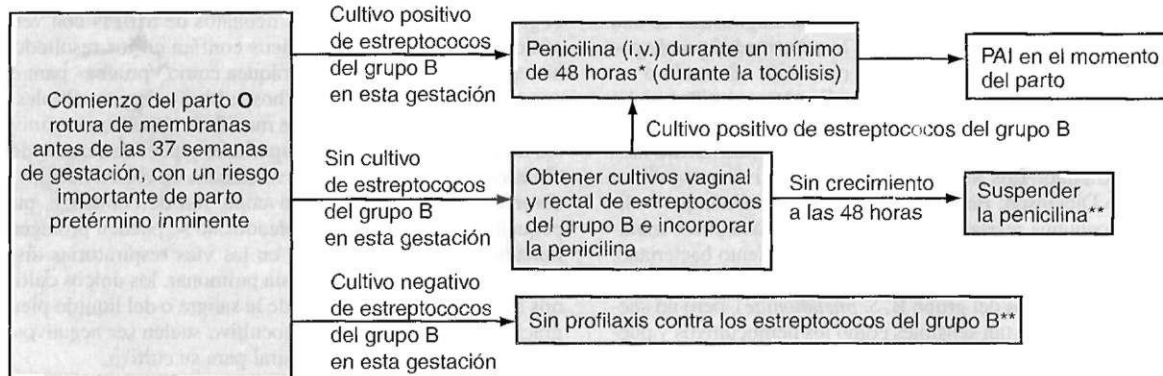 Comienzo del parto O
rotura de membranas
antes de las 37 semanas
de gestación, con un riesgo
importante de parto
pretérmino inminente
Cultivo positivo
de estreptococos
del grupo B
en esta gestación
Penicilina (i.v.) durante un mínimo
de 48 horas* (durante la tocólisis)
PAI en el momento
del parto
Cultivo positivo de estreptococos del grupo B
Sin cultivo
de estreptococos
del grupo B
en esta gestación
Obtener cultivos vaginal
y rectal de estreptococos
del grupo B e incorporar
la penicilina
Sin crecimiento
a las 48 horas
Suspender
la penicilina**
Cultivo negativo
de estreptococos
del grupo B
en esta gestación
Sin profilaxis contra los estreptococos del grupo B**